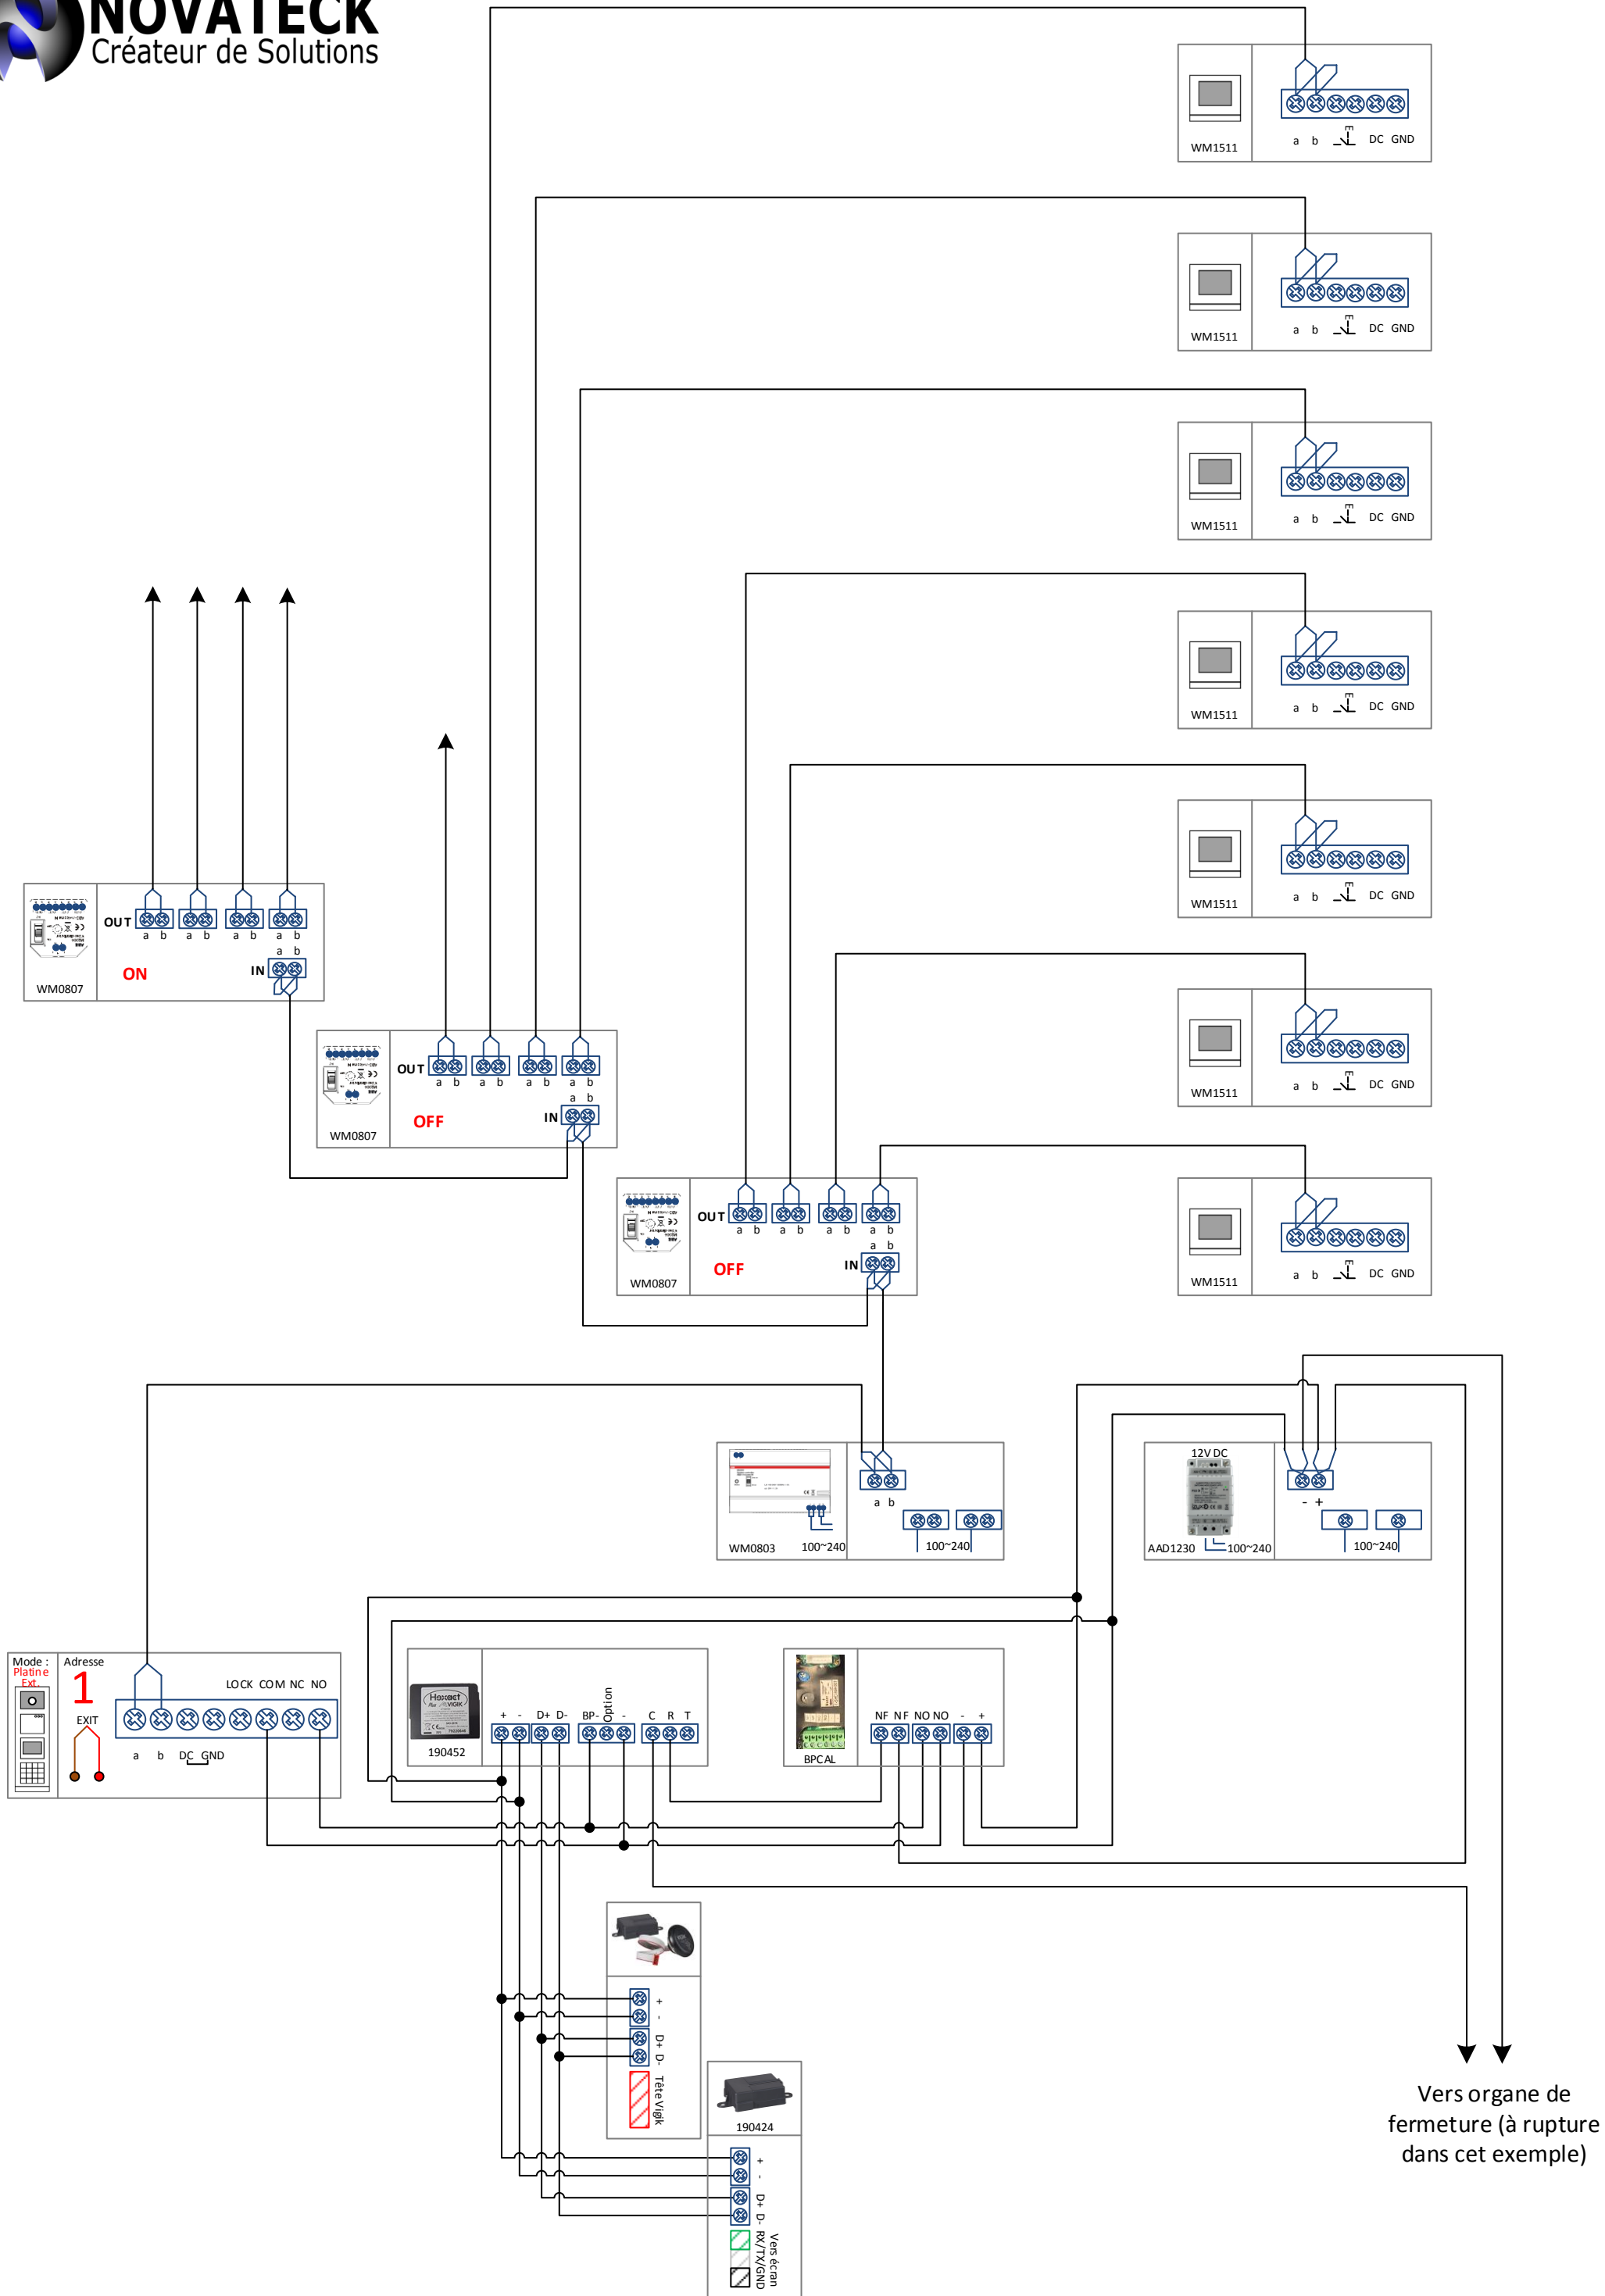 NOVATECK
Créateur de Solutions
WM1511
a b DC GND
WM1511
a b DC GND
WM1511
a b DC GND
WM1511
a b DC GND
WM1511
a b DC GND
WM1511
a b DC GND
WM1511
a b DC GND
OUT
a b a b a b a b
a b
IN
ON
WM0807
OUT
a b a b a b a b
a b
IN
OFF
WM0807
OUT
a b a b a b a b
a b
IN
OFF
WM0807
WM0803
100~240
a b
100~240
12V DC
AAD1230
100~240
- +
100~240
Mode :
Platine
Ext.
Adresse
1
EXIT
LOCK COM NC NO
a b DC GND
Hexact
VIGIK
190452
+ - D+ D- BP- Option - C R T
BPCAL
NF NF NO NO - +
+ - D+ D-
Tête Vigik
190424
+ - D+ D-
RX/TX/GND
Vers écran
Vers organe de
fermeture (à rupture
dans cet exemple)